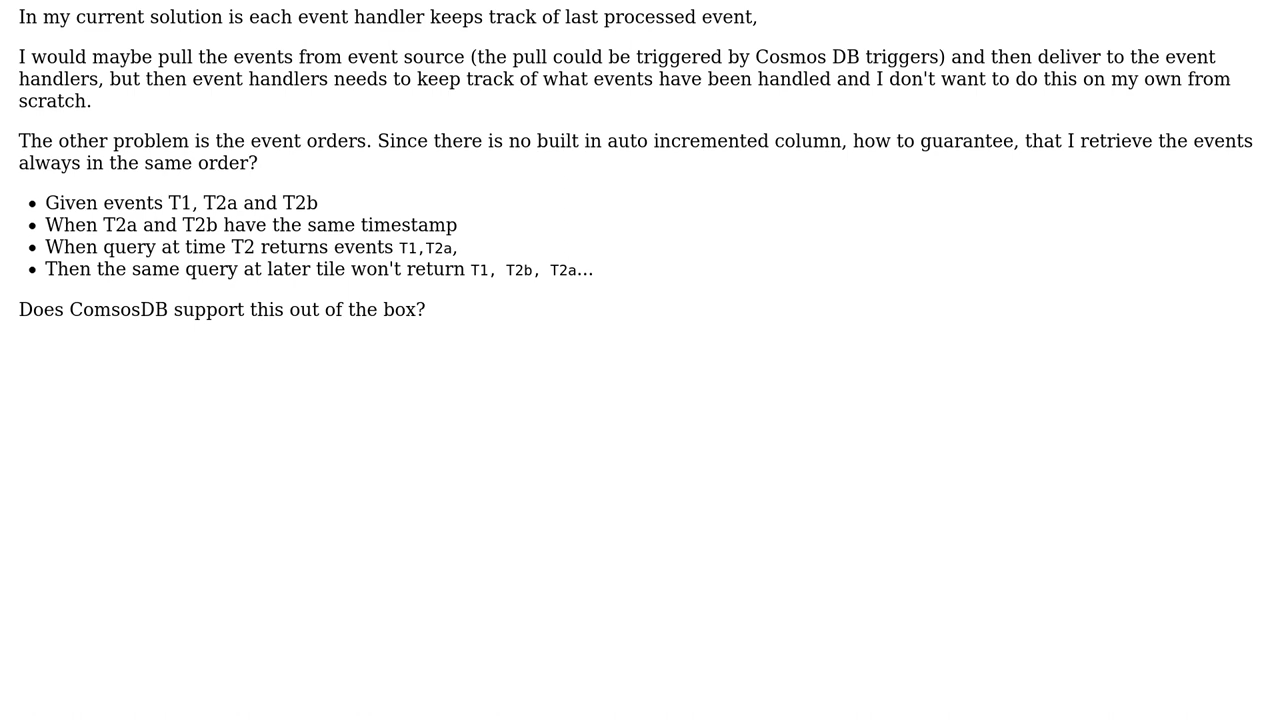 In my current solution is each event handler keeps track of last processed event,
I would maybe pull the events from event source (the pull could be triggered by Cosmos DB triggers) and then deliver to the event
handlers, but then event handlers needs to keep track of what events have been handled and I don't want to do this on my own from
scratch.
The other problem is the event orders. Since there is no built in auto incremented column, how to guarantee, that I retrieve the events
always in the same order?
• Given events T1, T2a and T2b
• When T2a and T2b have the same timestamp
• When query at time T2 returns events T1,T2a,
• Then the same query at later tile won't return T1, T2b, T2a...
Does ComsosDB support this out of the box?